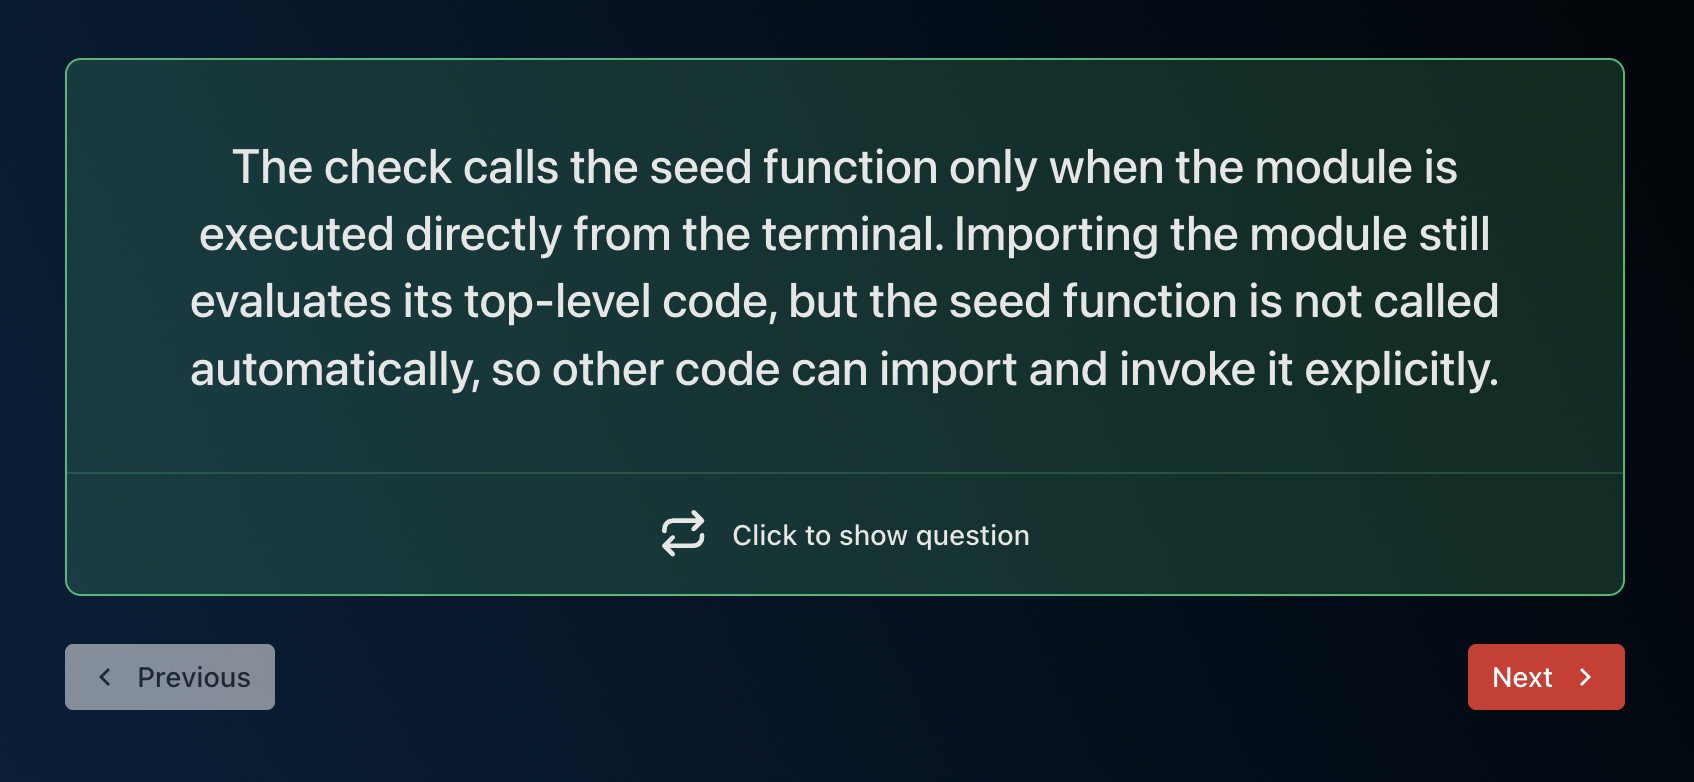 The check calls the seed function only when the module is
executed directly from the terminal. Importing the module still
evaluates its top-level code, but the seed function is not called
automatically, so other code can import and invoke it explicitly.
Click to show question
Previous
Next